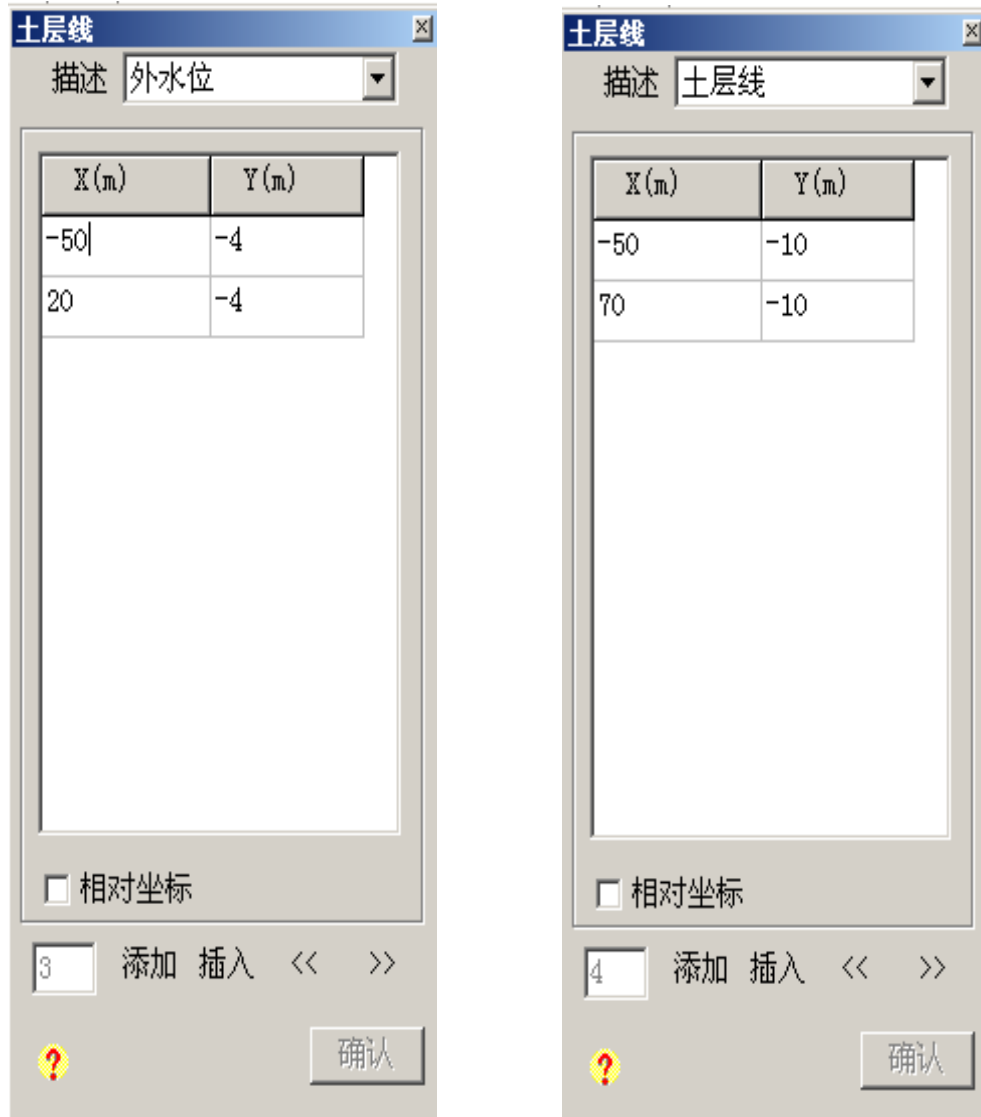 土层线
描述 外水位
X(m) Y(m)
-50 -4
20 -4
相对坐标
3 添加 插入 << >>
?
确认
土层线
描述 土层线
X(m) Y(m)
-50 -10
70 -10
相对坐标
4 添加 插入 << >>
?
确认